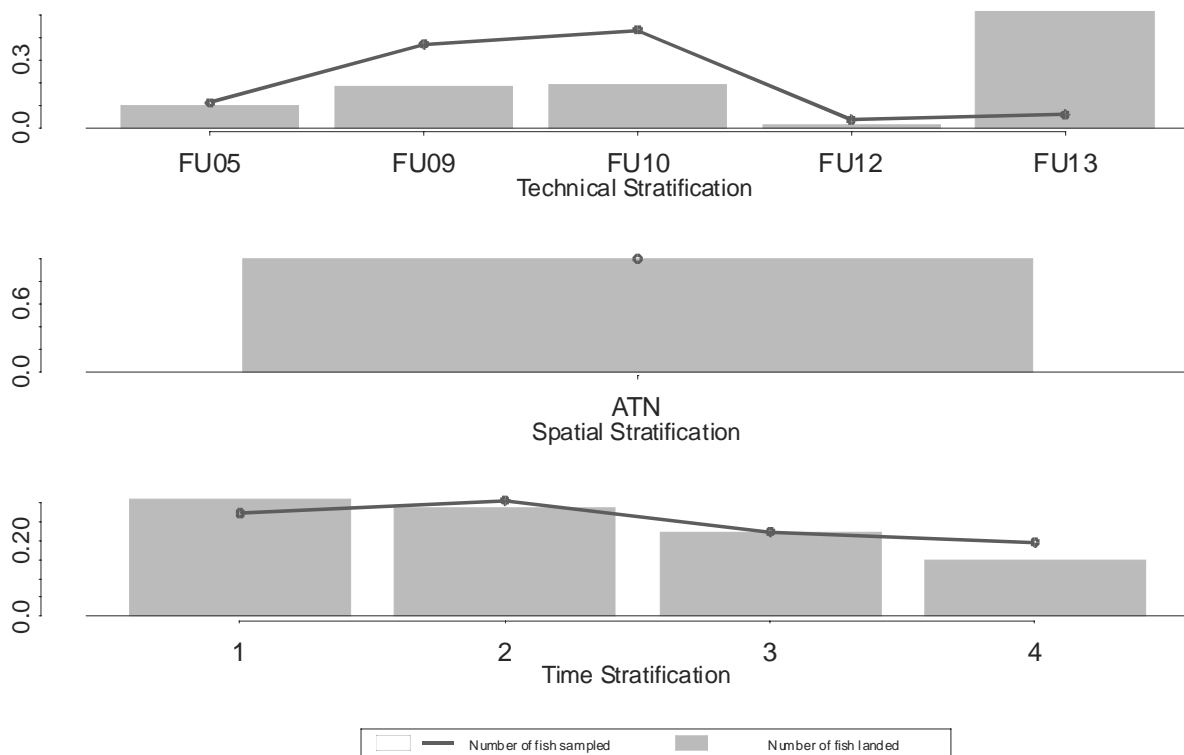 0.3
0.0
FU05 FU09 FU10 FU12 FU13
Technical Stratification
0.6
0.0
ATN
Spatial Stratification
0.20
0.0
1 2 3 4
Time Stratification
Number of fish sampled Number of fish landed